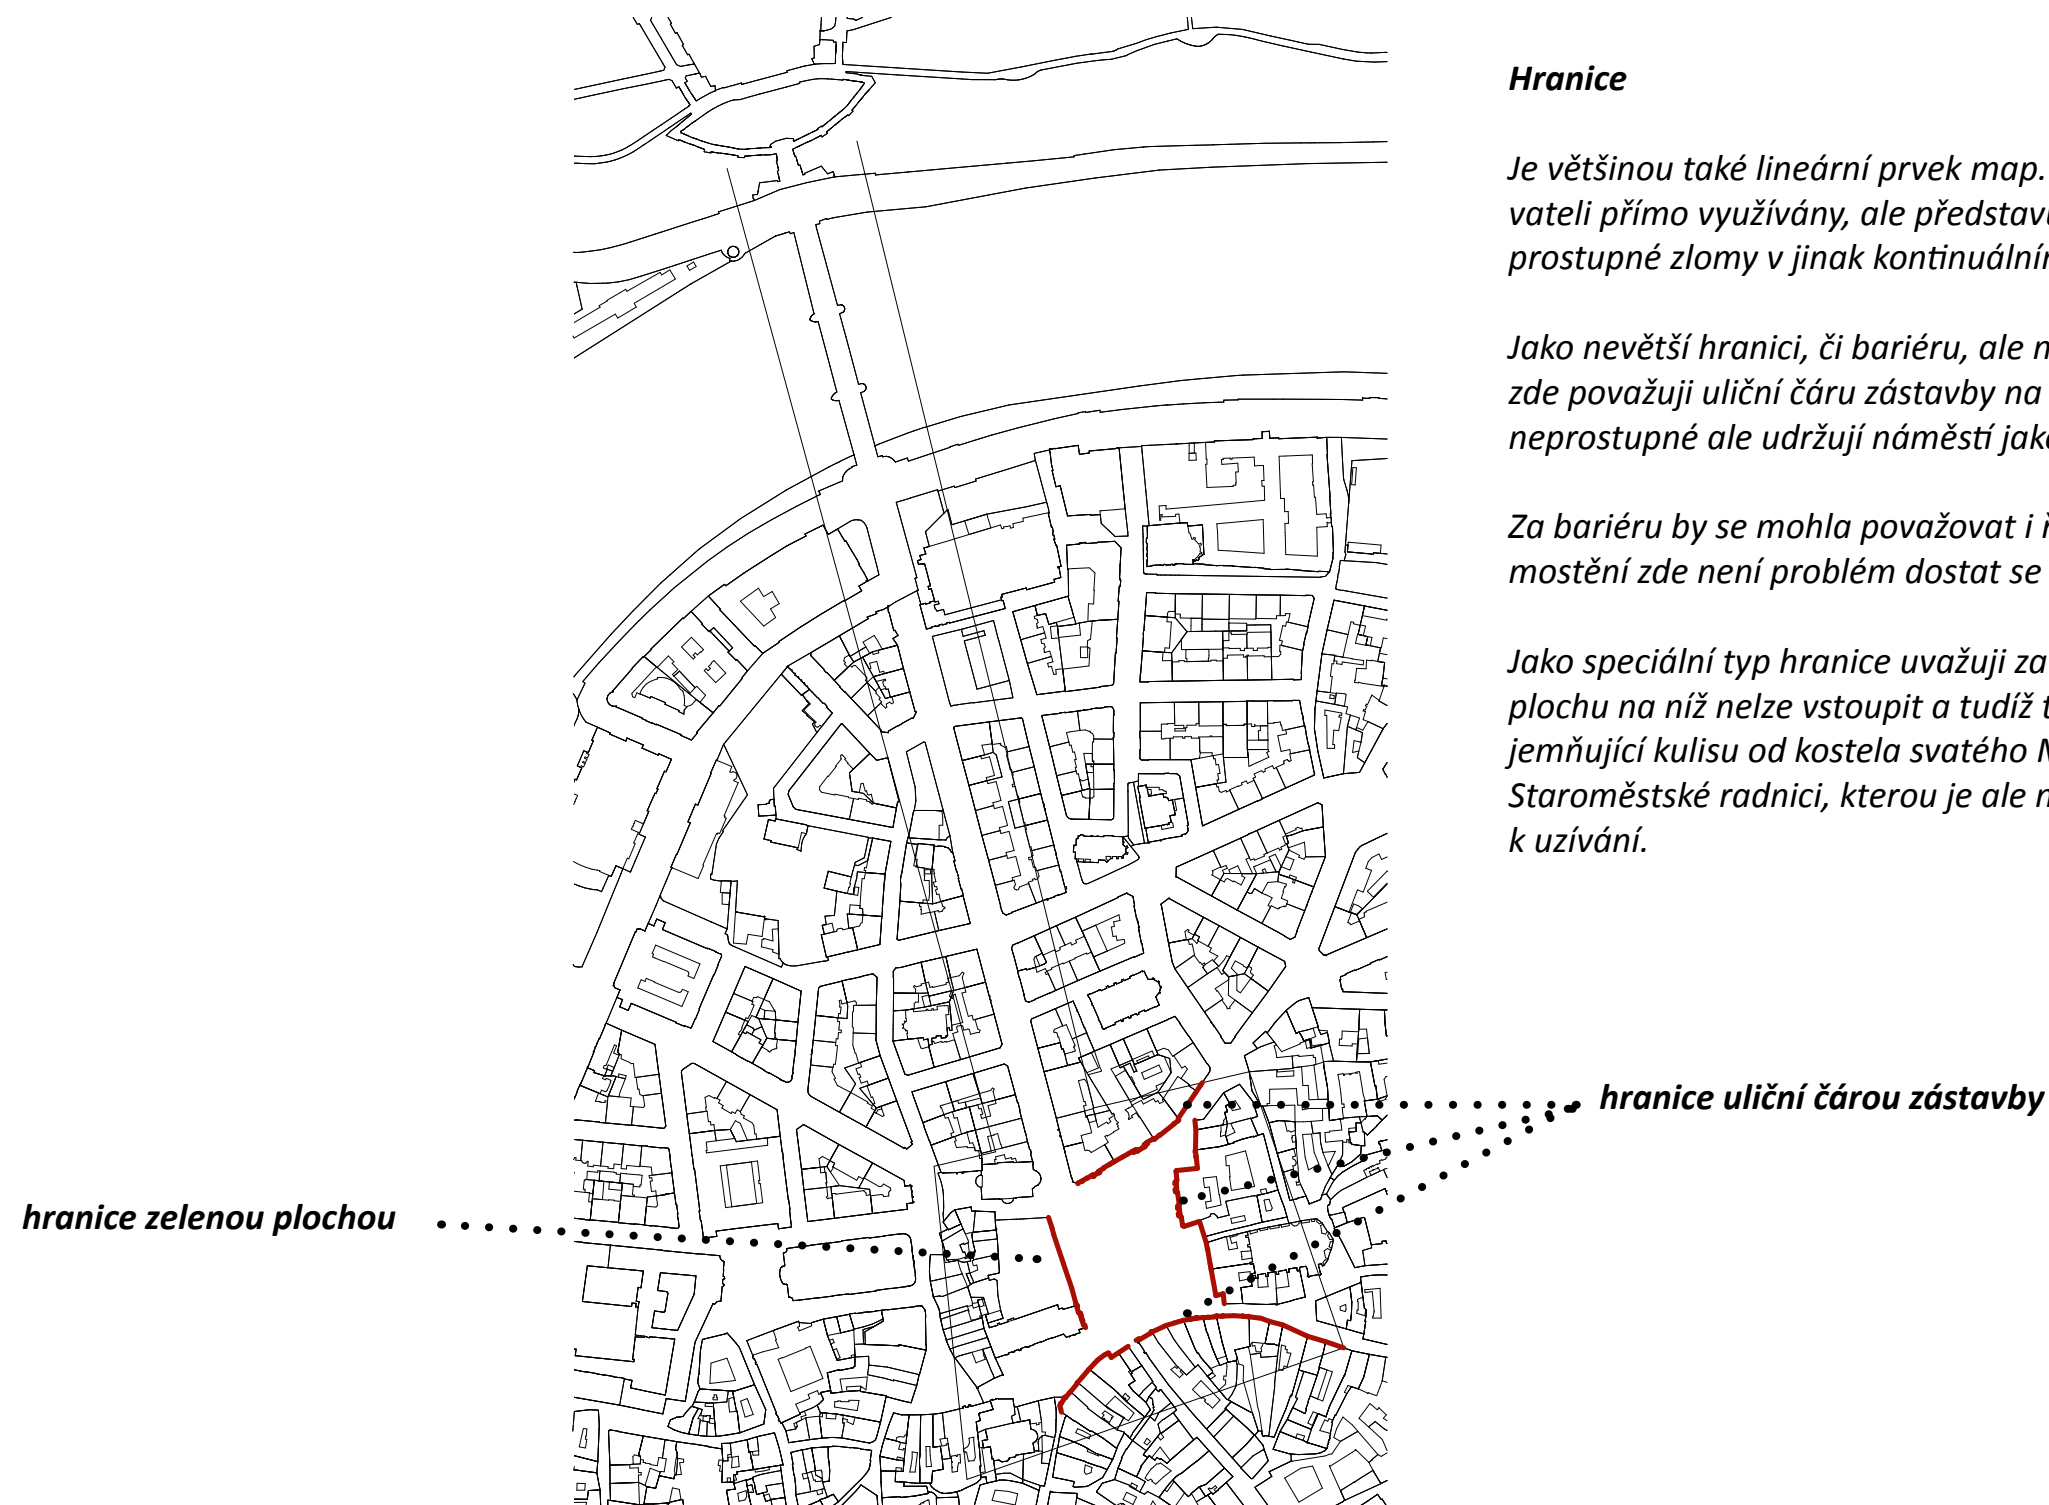 Hranice
Je většinou také lineární prvek map.
vateli přímo využívány, ale
prostupné zlomy v jinak
Jako nevětší hranici, či bariéru, ale
zde považuji uliční čáru zástavby na
neprostupné ale udržují náměstí
Za bariéru by se mohla považovat i
mostění zde není problém dostat se
Jako speciální typ hranice uvažuji za
plochu na níž nelze vstoupit a tudíž
jemňující kulisu od kostela svatého
Staroměstské radnici, kterou je ale
k uzívání.
hranice uliční čárou zástavby
hranice zelenou plochou